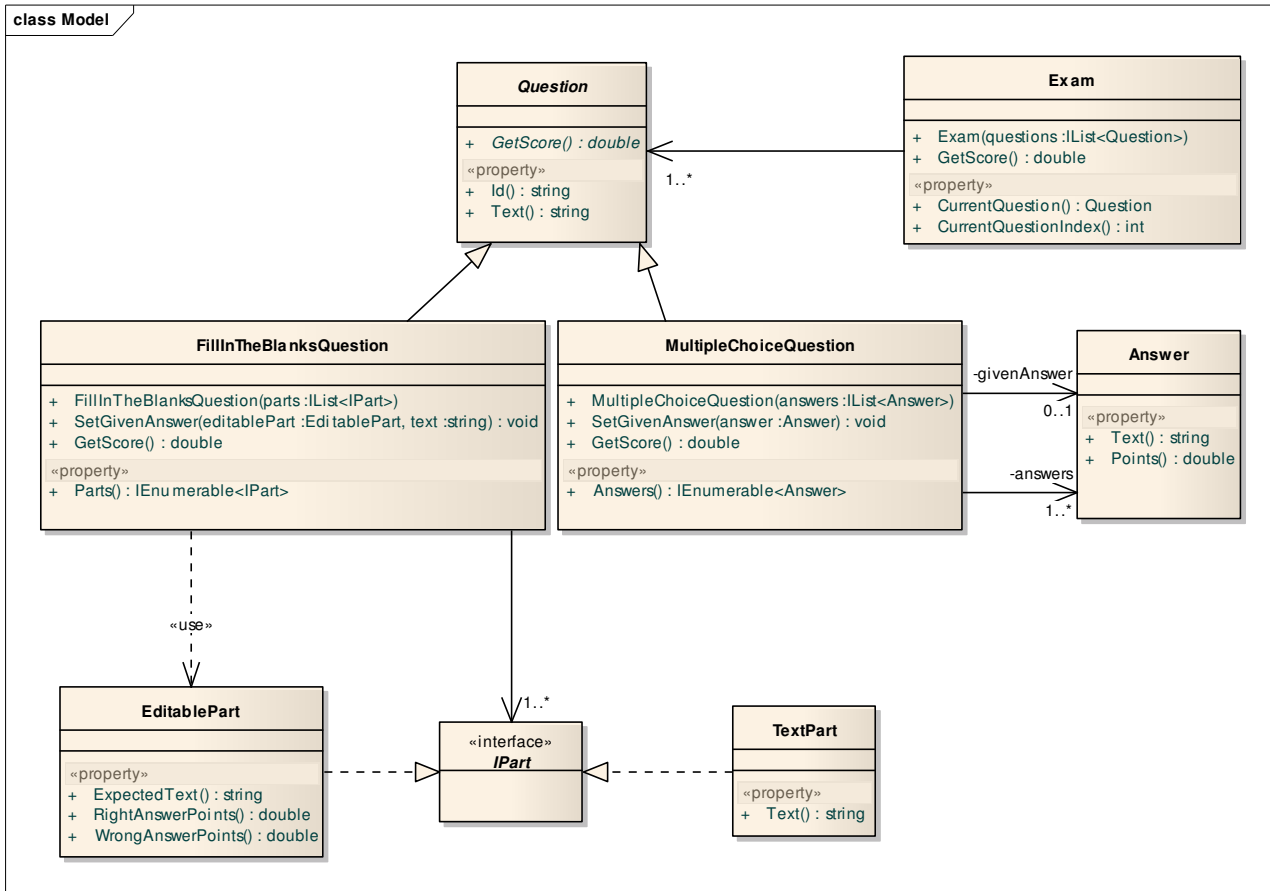 class Model
Question
+ GetScore() : double
«property»
+ Id() : string
+ Text() : string
1..*
Exam
+ Exam(questions :IList<Question>)
+ GetScore() : double
«property»
+ CurrentQuestion() : Question
+ CurrentQuestionIndex() : int
FillInTheBlanksQuestion
+ FillInTheBlanksQuestion(parts :IList<IPart>)
+ SetGivenAnswer(editablePart :EditablePart, text :string) : void
+ GetScore() : double
«property»
+ Parts() : IEnumerable<IPart>
MultipleChoiceQuestion
+ MultipleChoiceQuestion(answers :IList<Answer>)
+ SetGivenAnswer(answer :Answer) : void
+ GetScore() : double
«property»
+ Answers() : IEnumerable<Answer>
-givenAnswer
0..1
-answers
1..*
Answer
«property»
+ Text() : string
+ Points() : double
«use»
1..*
EditablePart
«property»
+ ExpectedText() : string
+ RightAnswerPoints() : double
+ WrongAnswerPoints() : double
«interface»
IPart
TextPart
«property»
+ Text() : string